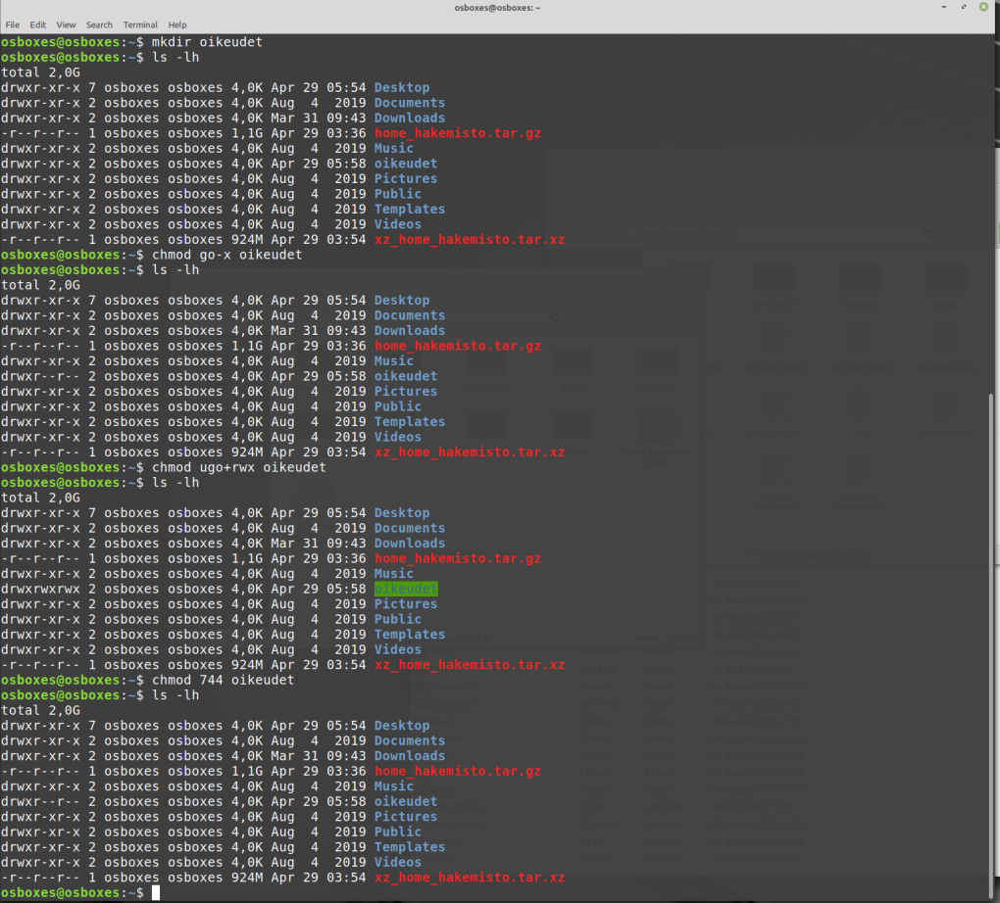 osboxes@osboxes: ~
File Edit View Search Terminal Help
osboxes@osboxes:~$ mkdir oikeudet
osboxes@osboxes:~$ ls -lh
total 2,0G
drwxr-xr-x 7 osboxes osboxes 4,0K Apr 29 05:54 Desktop
drwxr-xr-x 2 osboxes osboxes 4,0K Aug  4  2019 Documents
drwxr-xr-x 2 osboxes osboxes 4,0K Mar 31 09:43 Downloads
-r--r--r-- 1 osboxes osboxes 1,1G Apr 29 03:36 home_hakemisto.tar.gz
drwxr-xr-x 2 osboxes osboxes 4,0K Aug  4  2019 Music
drwxr-xr-x 2 osboxes osboxes 4,0K Apr 29 05:58 oikeudet
drwxr-xr-x 2 osboxes osboxes 4,0K Aug  4  2019 Pictures
drwxr-xr-x 2 osboxes osboxes 4,0K Aug  4  2019 Public
drwxr-xr-x 2 osboxes osboxes 4,0K Aug  4  2019 Templates
drwxr-xr-x 2 osboxes osboxes 4,0K Aug  4  2019 Videos
-r--r--r-- 1 osboxes osboxes 924M Apr 29 03:54 xz_home_hakemisto.tar.xz
osboxes@osboxes:~$ chmod go-x oikeudet
osboxes@osboxes:~$ ls -lh
total 2,0G
drwxr-xr-x 7 osboxes osboxes 4,0K Apr 29 05:54 Desktop
drwxr-xr-x 2 osboxes osboxes 4,0K Aug  4  2019 Documents
drwxr-xr-x 2 osboxes osboxes 4,0K Mar 31 09:43 Downloads
-r--r--r-- 1 osboxes osboxes 1,1G Apr 29 03:36 home_hakemisto.tar.gz
drwxr-xr-x 2 osboxes osboxes 4,0K Aug  4  2019 Music
drwxr--r-- 2 osboxes osboxes 4,0K Apr 29 05:58 oikeudet
drwxr-xr-x 2 osboxes osboxes 4,0K Aug  4  2019 Pictures
drwxr-xr-x 2 osboxes osboxes 4,0K Aug  4  2019 Public
drwxr-xr-x 2 osboxes osboxes 4,0K Aug  4  2019 Templates
drwxr-xr-x 2 osboxes osboxes 4,0K Aug  4  2019 Videos
-r--r--r-- 1 osboxes osboxes 924M Apr 29 03:54 xz_home_hakemisto.tar.xz
osboxes@osboxes:~$ chmod ugo+rwx oikeudet
osboxes@osboxes:~$ ls -lh
total 2,0G
drwxr-xr-x 7 osboxes osboxes 4,0K Apr 29 05:54 Desktop
drwxr-xr-x 2 osboxes osboxes 4,0K Aug  4  2019 Documents
drwxr-xr-x 2 osboxes osboxes 4,0K Mar 31 09:43 Downloads
-r--r--r-- 1 osboxes osboxes 1,1G Apr 29 03:36 home_hakemisto.tar.gz
drwxr-xr-x 2 osboxes osboxes 4,0K Aug  4  2019 Music
drwxrwxrwx 2 osboxes osboxes 4,0K Apr 29 05:58 oikeudet
drwxr-xr-x 2 osboxes osboxes 4,0K Aug  4  2019 Pictures
drwxr-xr-x 2 osboxes osboxes 4,0K Aug  4  2019 Public
drwxr-xr-x 2 osboxes osboxes 4,0K Aug  4  2019 Templates
drwxr-xr-x 2 osboxes osboxes 4,0K Aug  4  2019 Videos
-r--r--r-- 1 osboxes osboxes 924M Apr 29 03:54 xz_home_hakemisto.tar.xz
osboxes@osboxes:~$ chmod 744 oikeudet
osboxes@osboxes:~$ ls -lh
total 2,0G
drwxr-xr-x 7 osboxes osboxes 4,0K Apr 29 05:54 Desktop
drwxr-xr-x 2 osboxes osboxes 4,0K Aug  4  2019 Documents
drwxr-xr-x 2 osboxes osboxes 4,0K Mar 31 09:43 Downloads
-r--r--r-- 1 osboxes osboxes 1,1G Apr 29 03:36 home_hakemisto.tar.gz
drwxr-xr-x 2 osboxes osboxes 4,0K Aug  4  2019 Music
drwxr--r-- 2 osboxes osboxes 4,0K Apr 29 05:58 oikeudet
drwxr-xr-x 2 osboxes osboxes 4,0K Aug  4  2019 Pictures
drwxr-xr-x 2 osboxes osboxes 4,0K Aug  4  2019 Public
drwxr-xr-x 2 osboxes osboxes 4,0K Aug  4  2019 Templates
drwxr-xr-x 2 osboxes osboxes 4,0K Aug  4  2019 Videos
-r--r--r-- 1 osboxes osboxes 924M Apr 29 03:54 xz_home_hakemisto.tar.xz
osboxes@osboxes:~$